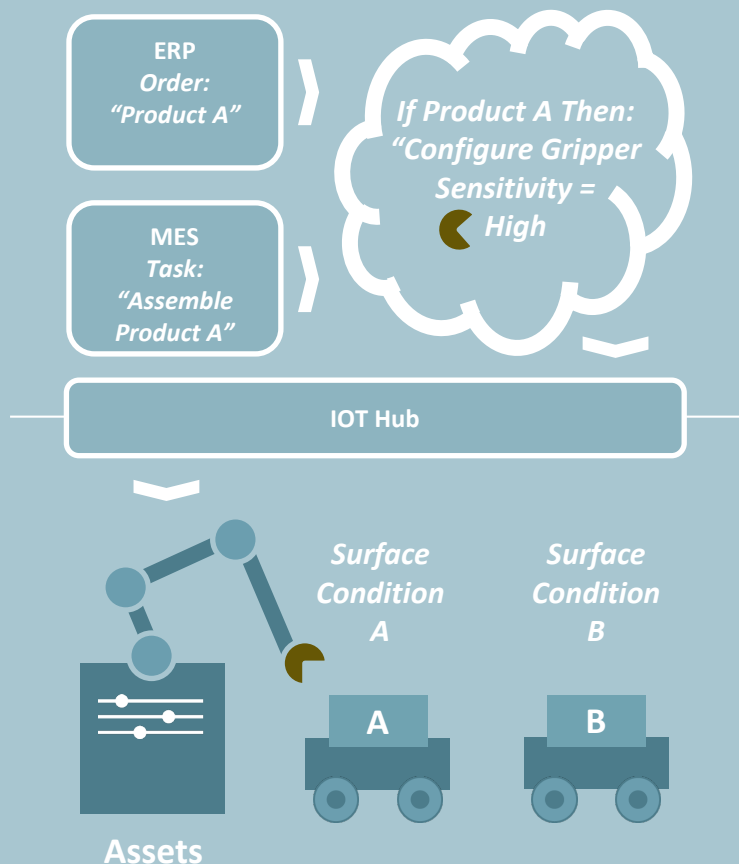 ERP
Order:
“Product A”
If Product A Then:
“Configure Gripper
Sensitivity =
High
MES
Task:
“Assemble
Product A”
IOT Hub
Surface
Condition
A
Surface
Condition
B
A
B
Assets